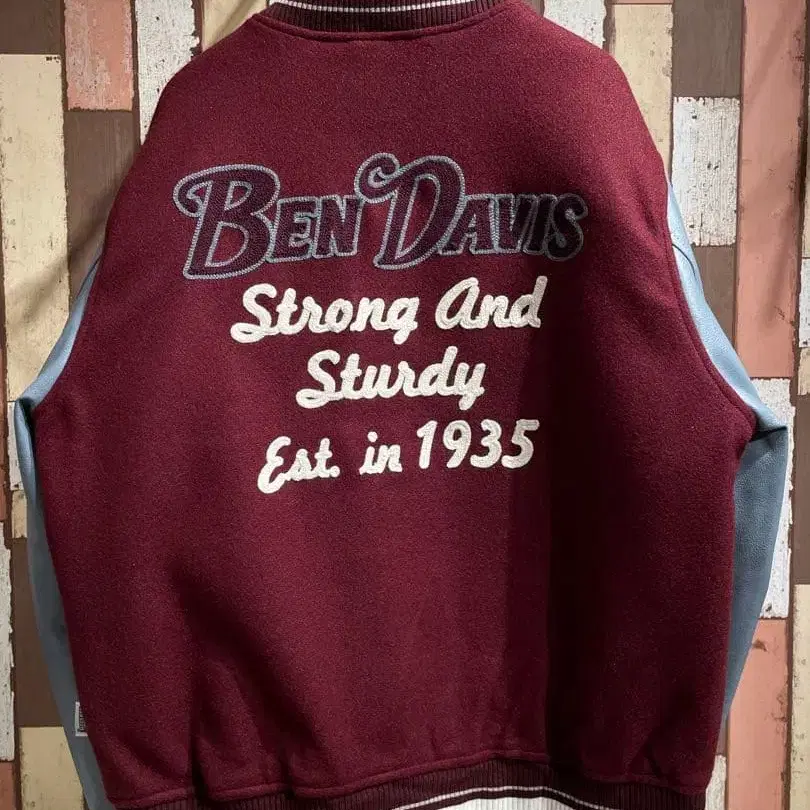 BEN DAVIS
Strong And
Sturdy
Est. in 1935